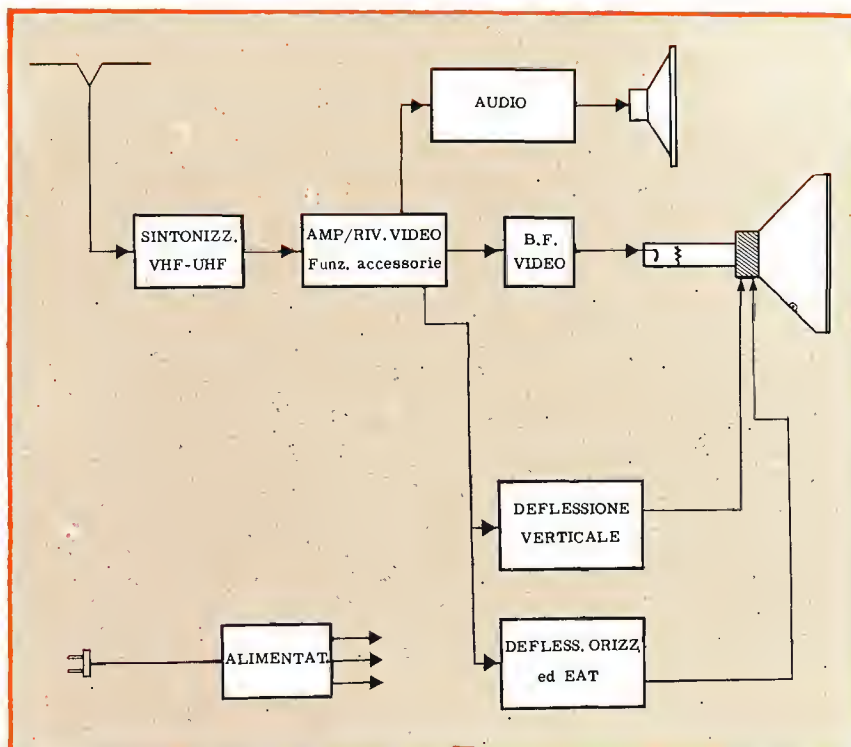 AUDIO
SINTONIZZ.
VHF-UHF
AMP/RIV. VIDEO
Funz. accessorie
B.F.
VIDEO
DEFLESSIONE
VERTICALE
ALIMENTAT.
DEFLESS. ORIZZ.
ed EAT